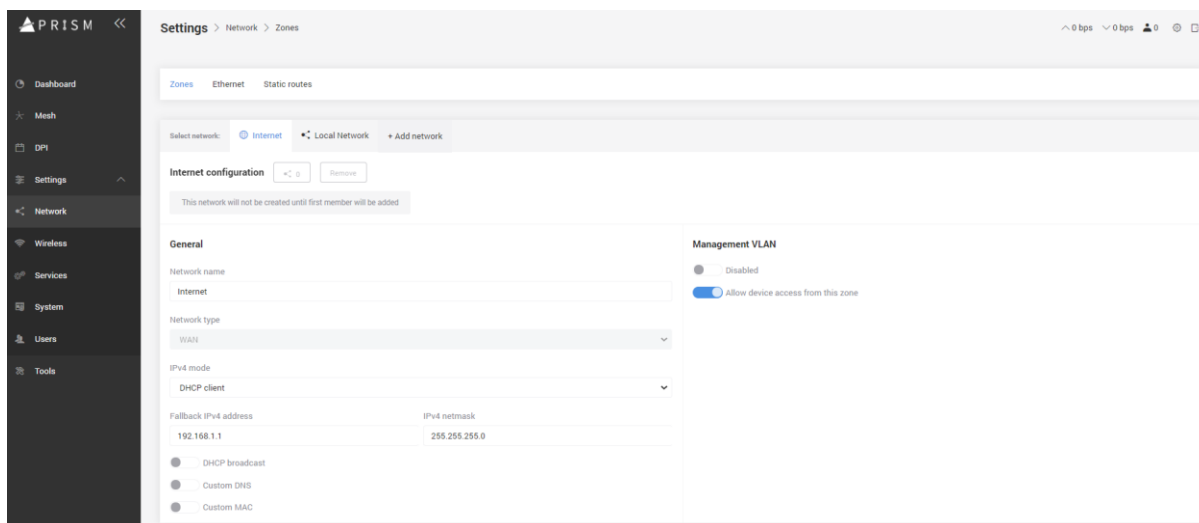 PRISM
Settings > Network > Zones
0 bps 0 bps 0
Dashboard
Mesh
DPI
Settings
Network
Wireless
Services
System
Users
Tools
Zones Ethernet Static routes
Select network: Internet Local Network + Add network
Internet configuration 0 Remove
This network will not be created until first member will be added
General
Network name
Internet
Network type
WAN
IPv4 mode
DHCP client
Fallback IPv4 address IPv4 netmask
192.168.1.1 255.255.255.0
DHCP broadcast
Custom DNS
Custom MAC
Management VLAN
Disabled
Allow device access from this zone